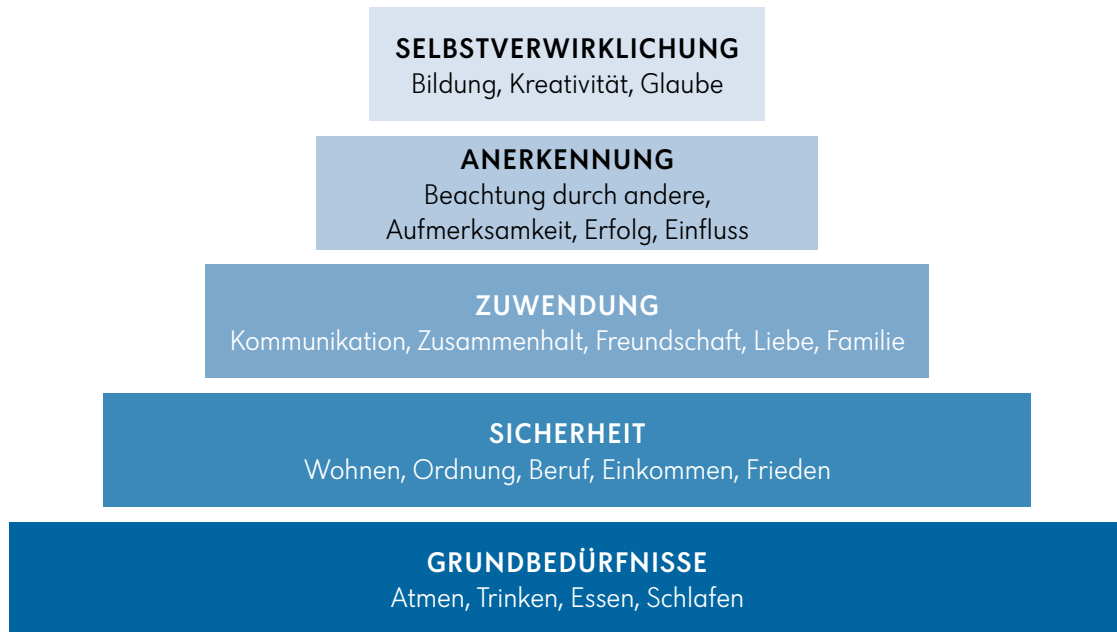 SELBSTVERWIRKLICHUNG
Bildung, Kreativität, Glaube
ANERKENNUNG
Beachtung durch andere,
Aufmerksamkeit, Erfolg, Einfluss
ZUWENDUNG
Kommunikation, Zusammenhalt, Freundschaft, Liebe, Familie
SICHERHEIT
Wohnen, Ordnung, Beruf, Einkommen, Frieden
GRUNDBEDÜRFNISSE
Atmen, Trinken, Essen, Schlafen